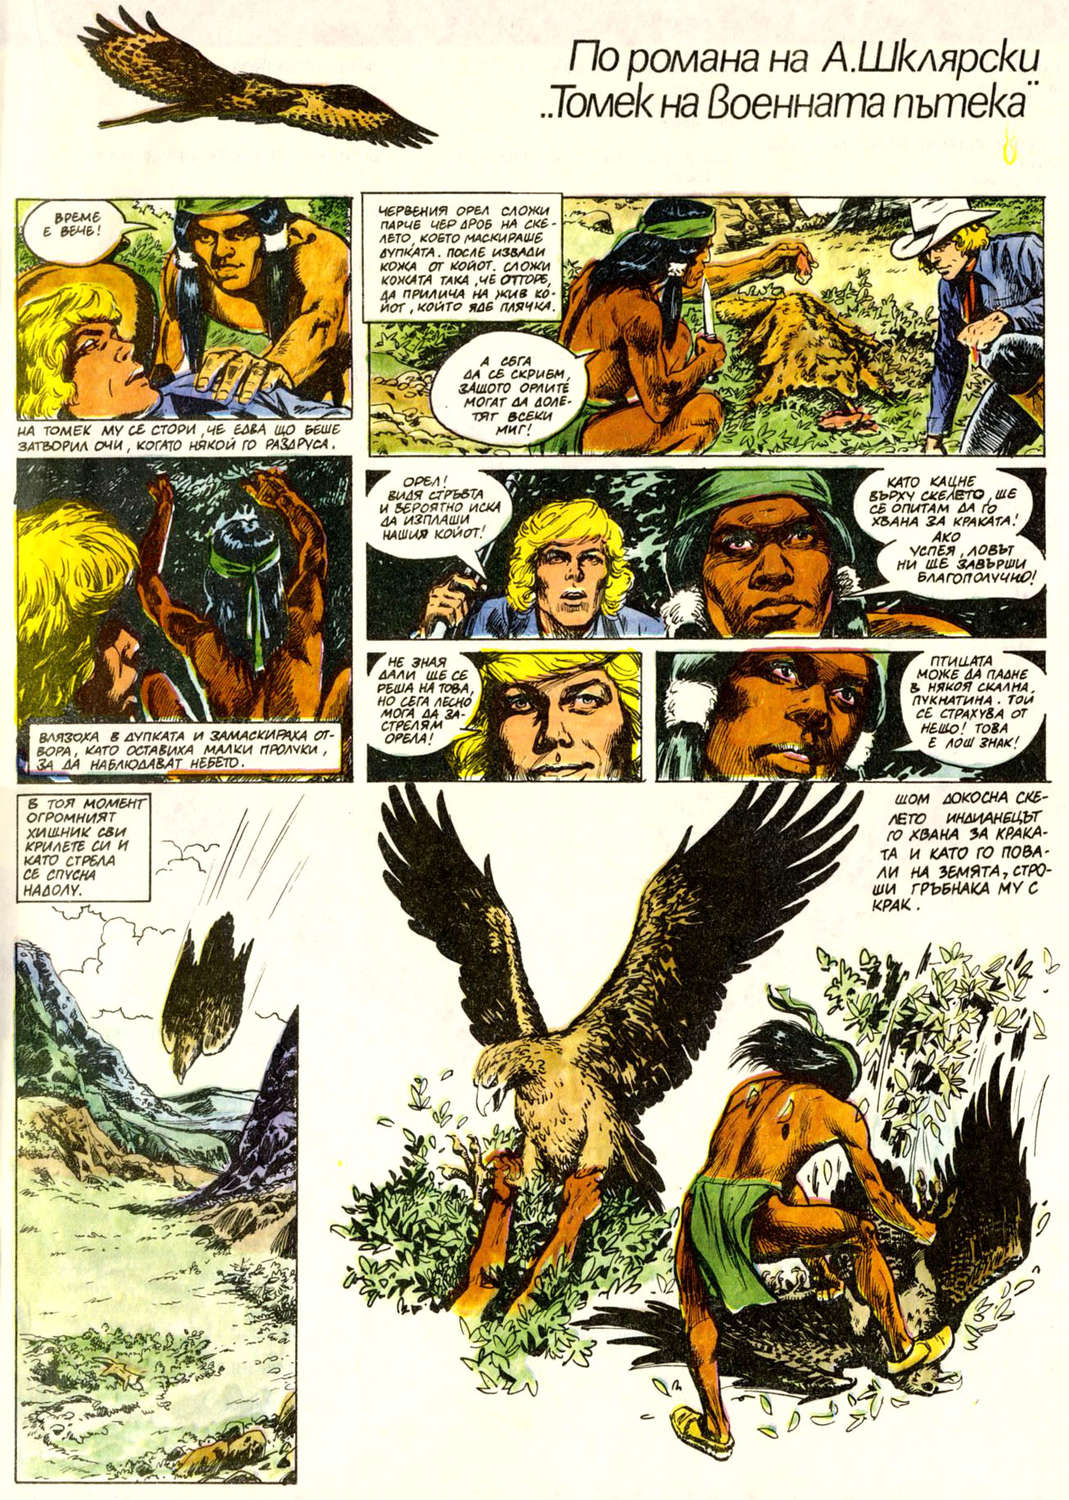 По романа на А.Шклярски
„Томек на военната пътека"
ВРЕМЕ
Е ВЕЧЕ!
НА ТОМЕК МУ СЕ СТОРИ, ЧЕ ЕДВА ЩО БЕШЕ
ЗАТВОРИЛ ОЧИ, КОГАТО НЯКОЙ ГО РАЗДРУСА.
ЧЕРВЕНИЯ ОРЕЛ СЛОЖИ
ПАРЧЕ ЧЕР ДРОБ НА СКЕ-
ЛЕТО, КОЕТО МАСКИРАШЕ
ДУПКАТА. ПОСЛЕ ИЗВАДИ
КОЖА ОТ КОЙОТ. СЛОЖИ
КОЖАТА ТАКА, ЧЕ ОТГОРЕ,
ДА ПРИЛИЧА НА ЖИВ КО-
ЙОТ, КОЙТО ЯДЕ ПЛЯЧКА.
А СЕГА
ДА СЕ СКРИЕМ,
ЗАЩОТО ОРЛИТЕ
МОГАТ ДА ДОЛЕ-
ТЯТ ВСЕКИ
МИГ!
ВЛЯЗОХА В ДУПКАТА И ЗАМАСКИРАХА ОТ-
ВОРА, КАТО ОСТАВИХА МАЛКИ ПРОЛУКИ,
ЗА ДА НАБЛЮДАВАТ НЕБЕТО.
ОРЕЛ!
ВИДЯ СТРЪВТА
И ВЕРОЯТНО ИСКА
ДА ИЗПЛАШИ
НАШИЯ КОЙОТ!
КАТО КАЦНЕ
ВЪРХУ СКЕЛЕТО, ЩЕ
СЕ ОПИТАМ ДА ГО
ХВАНА ЗА КРАКАТА!
АКО
УСПЕЯ, ЛОВЪТ
НИ ЩЕ ЗАВЪРШИ
БЛАГОПОЛУЧНО!
НЕ ЗНАЯ
ДАЛИ ЩЕ СЕ
РЕША НА ТОВА,
НО СЕГА ЛЕСНО
МОГА ДА ЗА-
СТРЕЛЯМ
ОРЕЛА!
ПТИЦАТА
МОЖЕ ДА ПАДНЕ
В НЯКОЯ СКАЛНА
ПУКНАТИНА. ТОЙ
СЕ СТРАХУВА ОТ
НЕЩО! ТОВА
Е ЛОШ ЗНАК!
В ТОЯ МОМЕНТ
ОГРОМНИЯТ
ХИЩНИК СВИ
КРИЛЕТЕ СИ И
КАТО СТРЕЛА
СЕ СПУСНА
НАДОЛУ.
ЩОМ ДОКОСНА СКЕ-
ЛЕТО ИНДИАНЕЦЪТ
ГО ХВАНА ЗА КРАКА-
ТА И КАТО ГО ПОВА-
ЛИ НА ЗЕМЯТА, СТРО-
ШИ ГРЪБНАКА МУ С
КРАК.